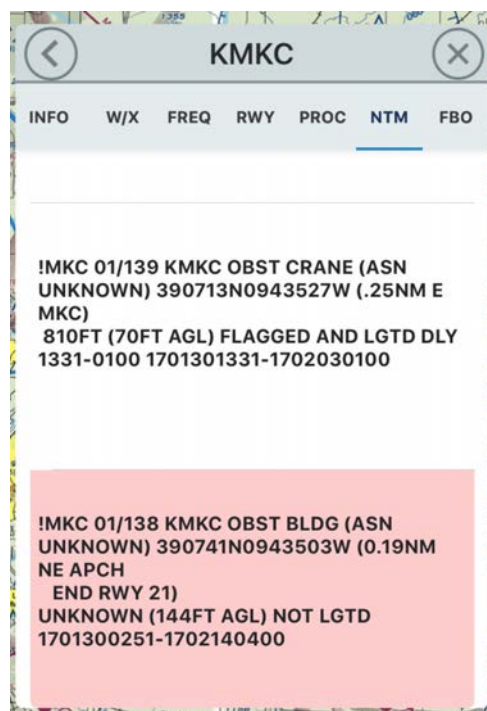 1355
KMKC
INFO W/X FREQ RWY PROC NTM FBO
!MKC 01/139 KMKC OBST CRANE (ASN
UNKNOWN) 390713N0943527W (.25NM E
MKC)
810FT (70FT AGL) FLAGGED AND LGTD DLY
1331-0100 1701301331-1702030100
!MKC 01/138 KMKC OBST BLDG (ASN
UNKNOWN) 390741N0943503W (0.19NM
NE APCH
END RWY 21)
UNKNOWN (144FT AGL) NOT LGTD
1701300251-1702140400